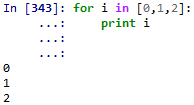 In [343]: for i in [0,1,2]:
     ...:     print i
     ...:
     ...:
0
1
2